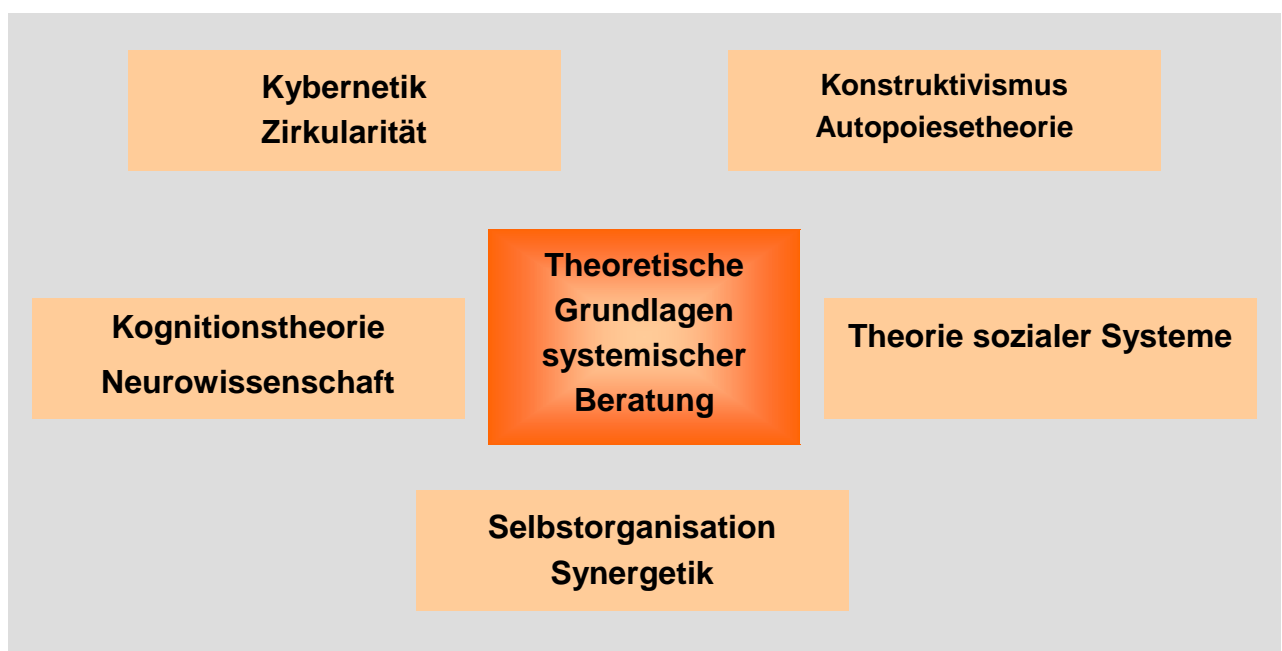 Kybernetik
Zirkularität
Konstruktivismus
Autopoiesetheorie
Theoretische
Grundlagen
systemischer
Beratung
Kognitionstheorie
Neurowissenschaft
Theorie sozialer Systeme
Selbstorganisation
Synergetik